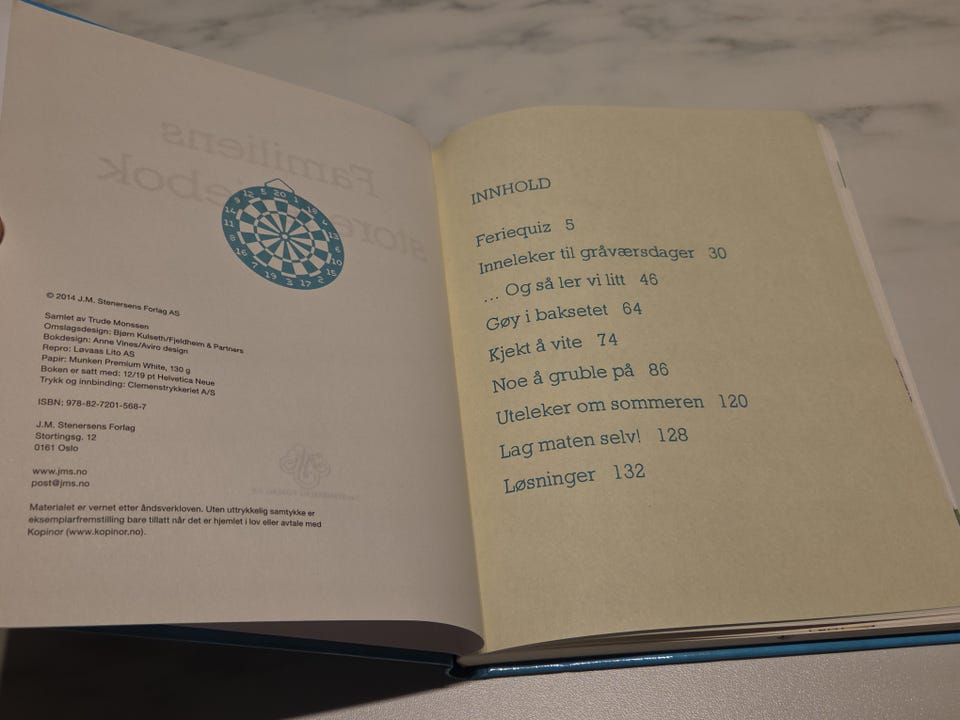 Familiens
store
© 2014 J.M. Stenersens Forlag AS
Samlet av Trude Monssen
Omslagsdesign: Bjørn Kulseth/Fjeldheim & Partners
Bokdesign: Anne Vines/Aviro design
Repro: Løvaas Lito AS
Papir: Munken Premium White, 130 g
Boken er satt med: 12/19 pt Helvetica Neue
Trykk og innbinding: Clemenstrykkeriet A/S
ISBN: 978-82-7201-568-7
J.M. Stenersens Forlag
Stortingsg. 12
0161 Oslo
www.jms.no
post@jms.no
Materialet er vernet etter åndsverkloven. Uten uttrykkelig samtykke er
eksemplarfremstilling bare tillatt når det er hjemlet i lov eller avtale med
Kopinor (www.kopinor.no).
INNHOLD
Feriequiz 5
Inneleker til gråværsdager 30
... Og så ler vi litt 46
Gøy i baksetet 64
Kjekt å vite 74
Noe å gruble på 86
Uteleker om sommeren 120
Lag maten selv! 128
Løsninger 132